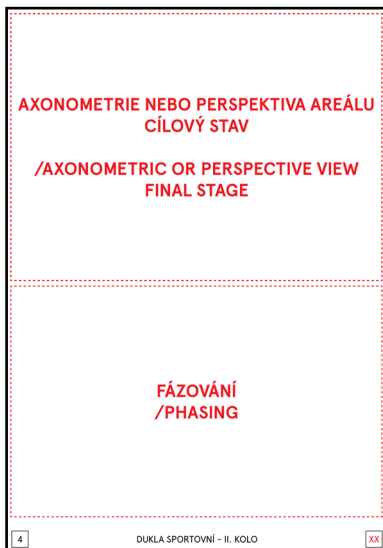 AXONOMETRIE NEBO PERSPEKTIVA AREÁLU
CÍLOVÝ STAV
/AXONOMETRIC OR PERSPECTIVE VIEW
FINAL STAGE
FÁZOVÁNÍ
/PHASING
4
DUKLA SPORTOVNÍ - II. KOLO
XX